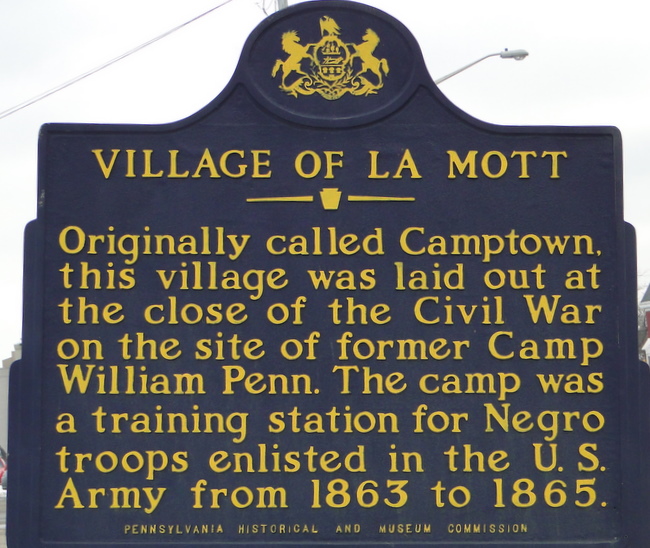 VILLAGE OF LA MOTT
Originally called Camptown,
this village was laid out at
the close of the Civil War
on the site of former Camp
William Penn. The camp was
a training station for Negro
troops enlisted in the U. S.
Army from 1863 to 1865.
PENNSYLVANIA HISTORICAL AND MUSEUM COMMISSION